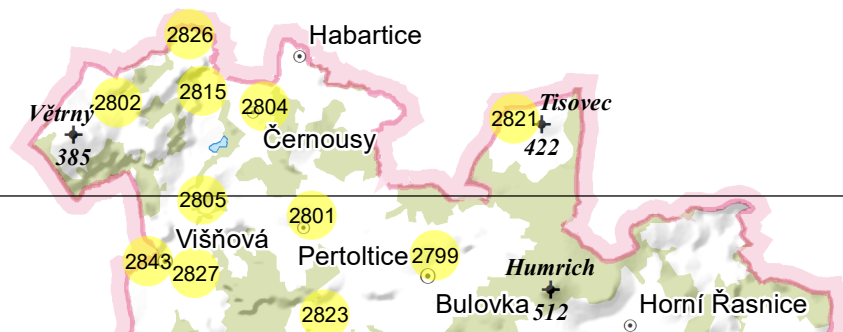 2826
Habartice
2815
2802
2804
Větrný
385
2821
Tisovec
422
Černousy
2805
2801
Višňová
Pertoltice
2799
2843
2827
Humrich
512
Bulovka
Horní Řasnice
2823